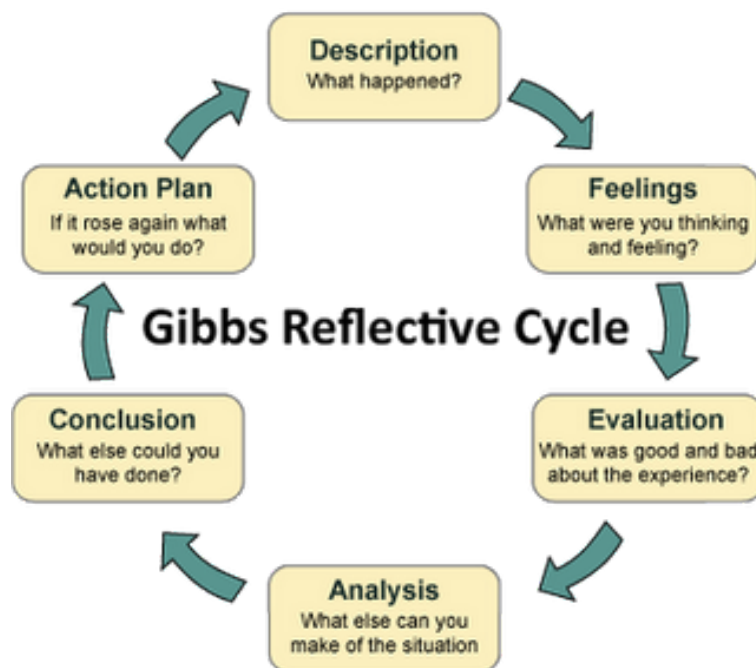 Description
What happened?
Feelings
What were you thinking
and feeling?
Evaluation
What was good and bad
about the experience?
Analysis
What else can you
make of the situation
Conclusion
What else could you
have done?
Action Plan
If it rose again what
would you do?
Gibbs Reflective Cycle